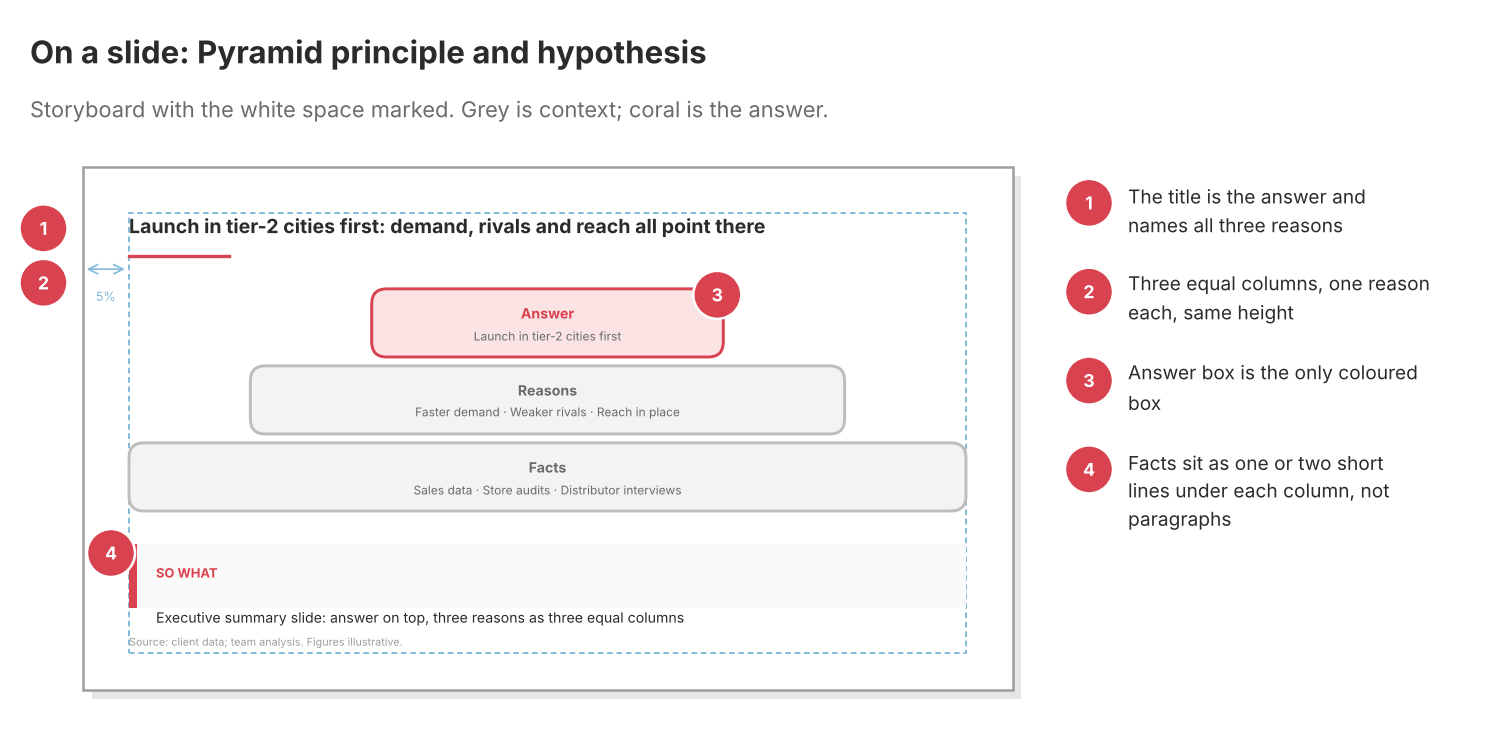 On a slide: Pyramid principle and hypothesis
Storyboard with the white space marked. Grey is context; coral is the answer.
1
2
5%
Launch in tier-2 cities first: demand, rivals and reach all point there
3
Answer
Launch in tier-2 cities first
Reasons
Faster demand · Weaker rivals · Reach in place
Facts
Sales data · Store audits · Distributor interviews
4
SO WHAT
Executive summary slide: answer on top, three reasons as three equal columns
Source: client data; team analysis. Figures illustrative.
1
The title is the answer and
names all three reasons
2
Three equal columns, one reason
each, same height
3
Answer box is the only coloured
box
4
Facts sit as one or two short
lines under each column, not
paragraphs